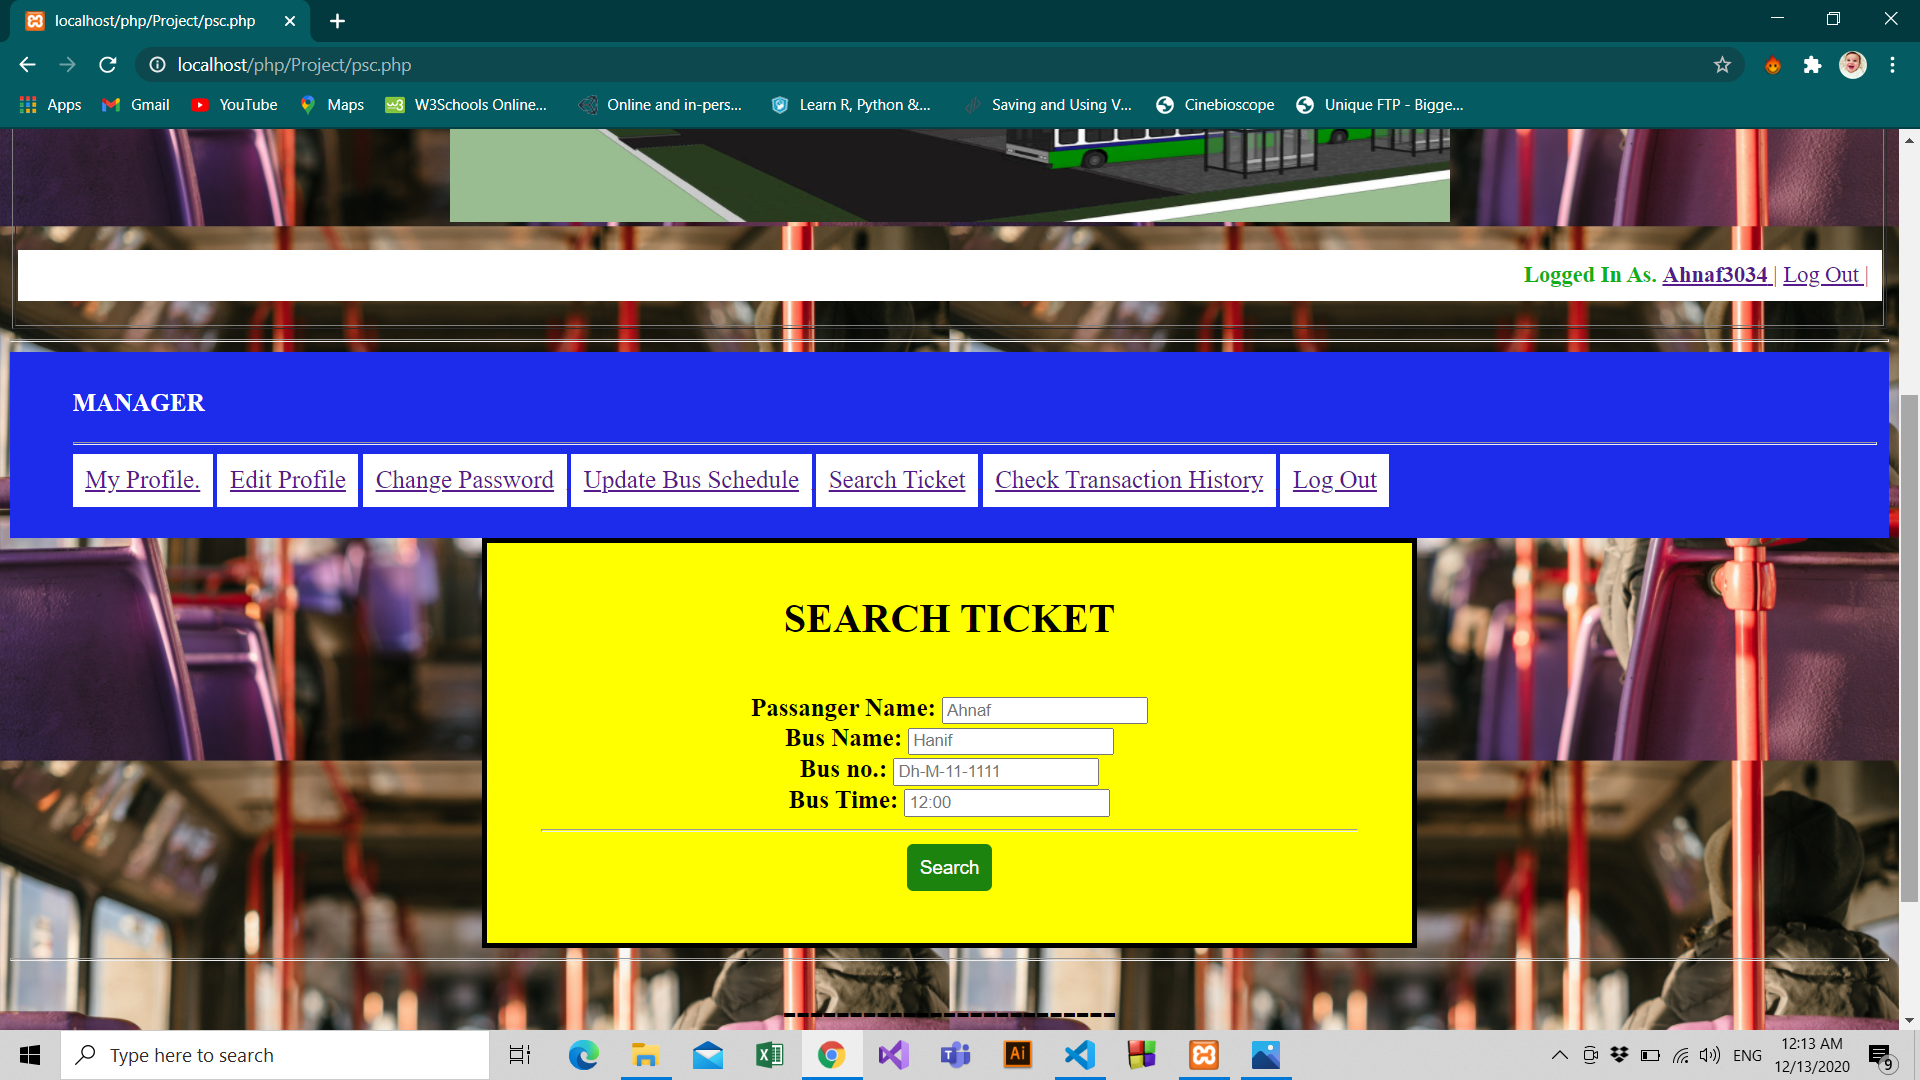 localhost/php/Project/psc.php
localhost/php/Project/psc.php
Apps Gmail YouTube Maps W3Schools Online... Online and in-pers... Learn R, Python &... Saving and Using V... Cinebioscope Unique FTP - Bigge...
Logged In As. Ahnaf3034 | Log Out |
MANAGER
My Profile. Edit Profile Change Password Update Bus Schedule Search Ticket Check Transaction History Log Out
SEARCH TICKET
Passanger Name: Ahnaf
Bus Name: Hanif
Bus no.: Dh-M-11-1111
Bus Time: 12:00
Search
----------------------
Type here to search
ENG
12:13 AM
12/13/2020
9